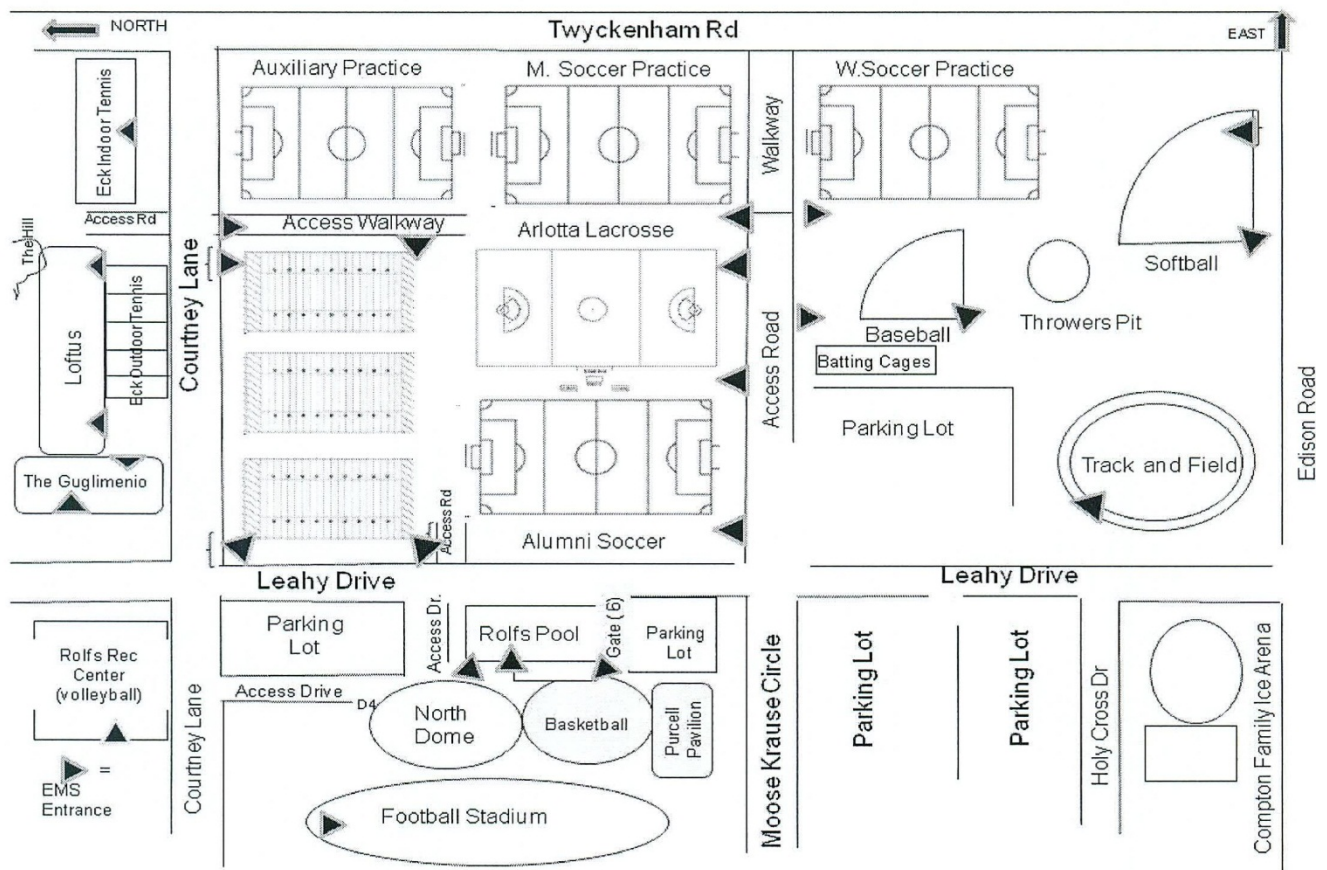 NORTH
Twyckenham Rd
EAST
Auxiliary Practice
M. Soccer Practice
W.Soccer Practice
Eck Indoor Tennis
Walkway
Access Rd
Access Walkway
Arlotta Lacrosse
The Hill
Softball
Courtney Lane
Loftus
Eck Outdoor Tennis
Access Road
Baseball
Throwers Pit
Batting Cages
Parking Lot
Edison Road
The Guglimenio
Track and Field
Access Rd
Alumni Soccer
Leahy Drive
Leahy Drive
Rolfs Rec
Center
(volleyball)
Parking
Lot
Access Dr.
Rolfs Pool
Gate (6)
Parking
Lot
Moose Krause Circle
Parking Lot
Parking Lot
Holy Cross Dr
Compton Family Ice Arena
Access Drive
D4
North
Dome
Basketball
Purcell
Pavilion
Courtney Lane
=
EMS
Entrance
Football Stadium